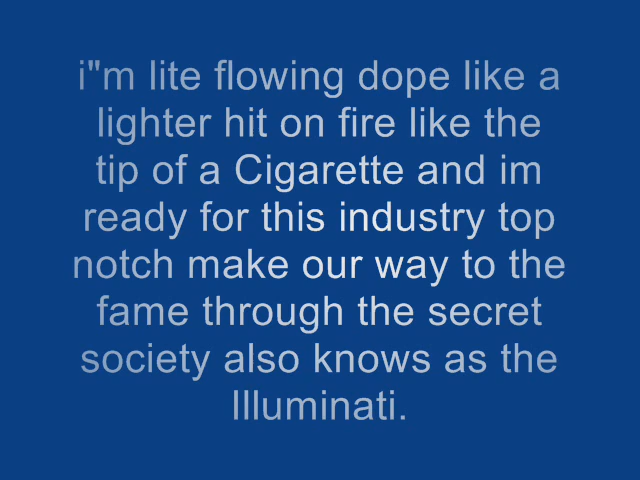 i"m lite flowing dope like a
lighter hit on fire like the
tip of a Cigarette and im
ready for this industry top
notch make our way to the
fame through the secret
society also knows as the
Illuminati.